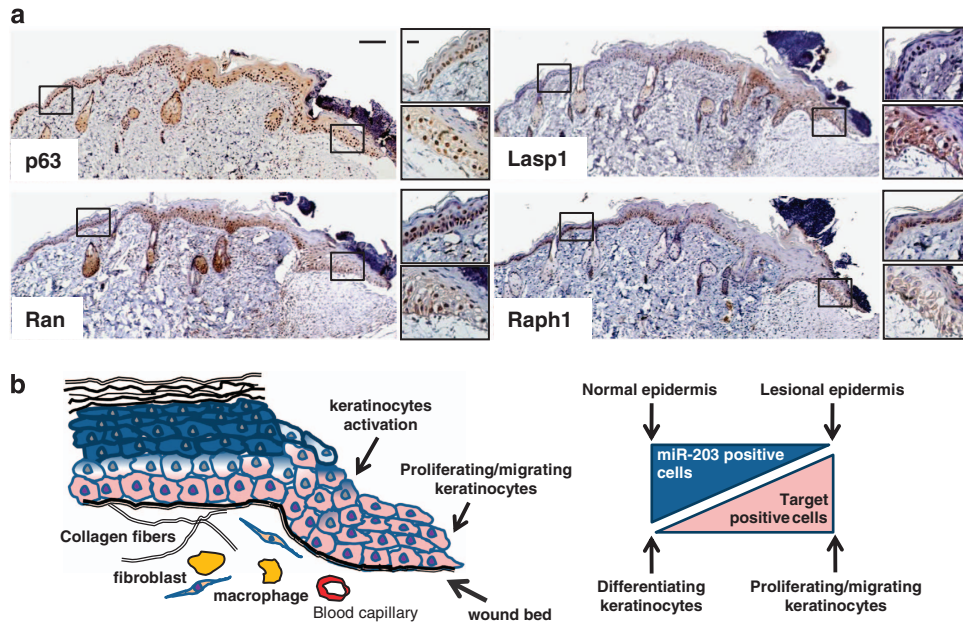 a
p63
Lasp1
Ran
Raph1
b
keratinocytes
activation
Proliferating/migrating
keratinocytes
Collagen fibers
fibroblast
macrophage
Blood capillary
wound bed
Normal epidermis
Lesional epidermis
miR-203 positive
cells
Target
positive cells
Differentiating
keratinocytes
Proliferating/migrating
keratinocytes